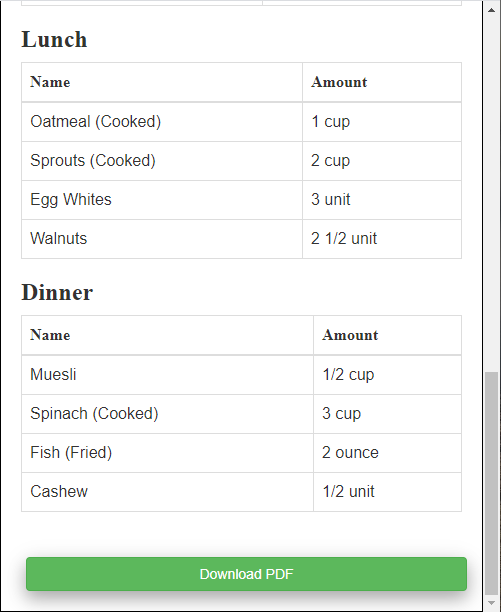 Lunch
Name Amount
Oatmeal (Cooked) 1 cup
Sprouts (Cooked) 2 cup
Egg Whites 3 unit
Walnuts 2 1/2 unit
Dinner
Name Amount
Muesli 1/2 cup
Spinach (Cooked) 3 cup
Fish (Fried) 2 ounce
Cashew 1/2 unit
Download PDF